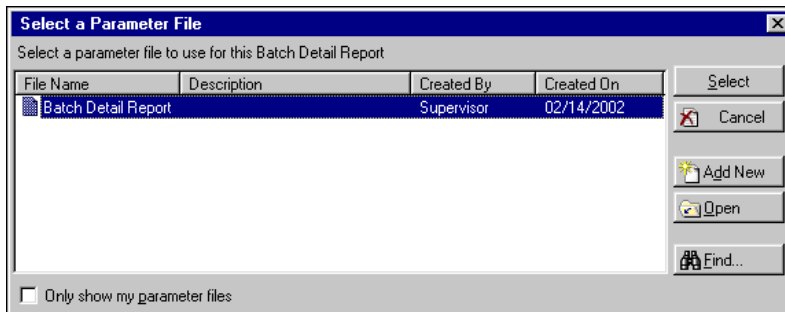 Select a Parameter File
Select a parameter file to use for this Batch Detail Report
File Name Description Created By Created On
Batch Detail Report Supervisor 02/14/2002
Select
Cancel
Add New
Open
Find...
Only show my parameter files